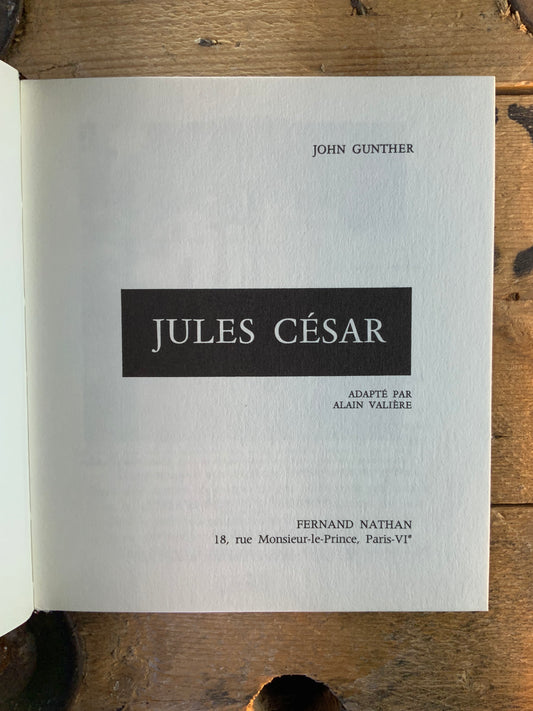 JOHN GUNTHER
JULES CÉSAR
ADAPTÉ PAR
ALAIN VALIÈRE
FERNAND NATHAN
18, rue Monsieur-le-Prince, Paris-VIᵉ